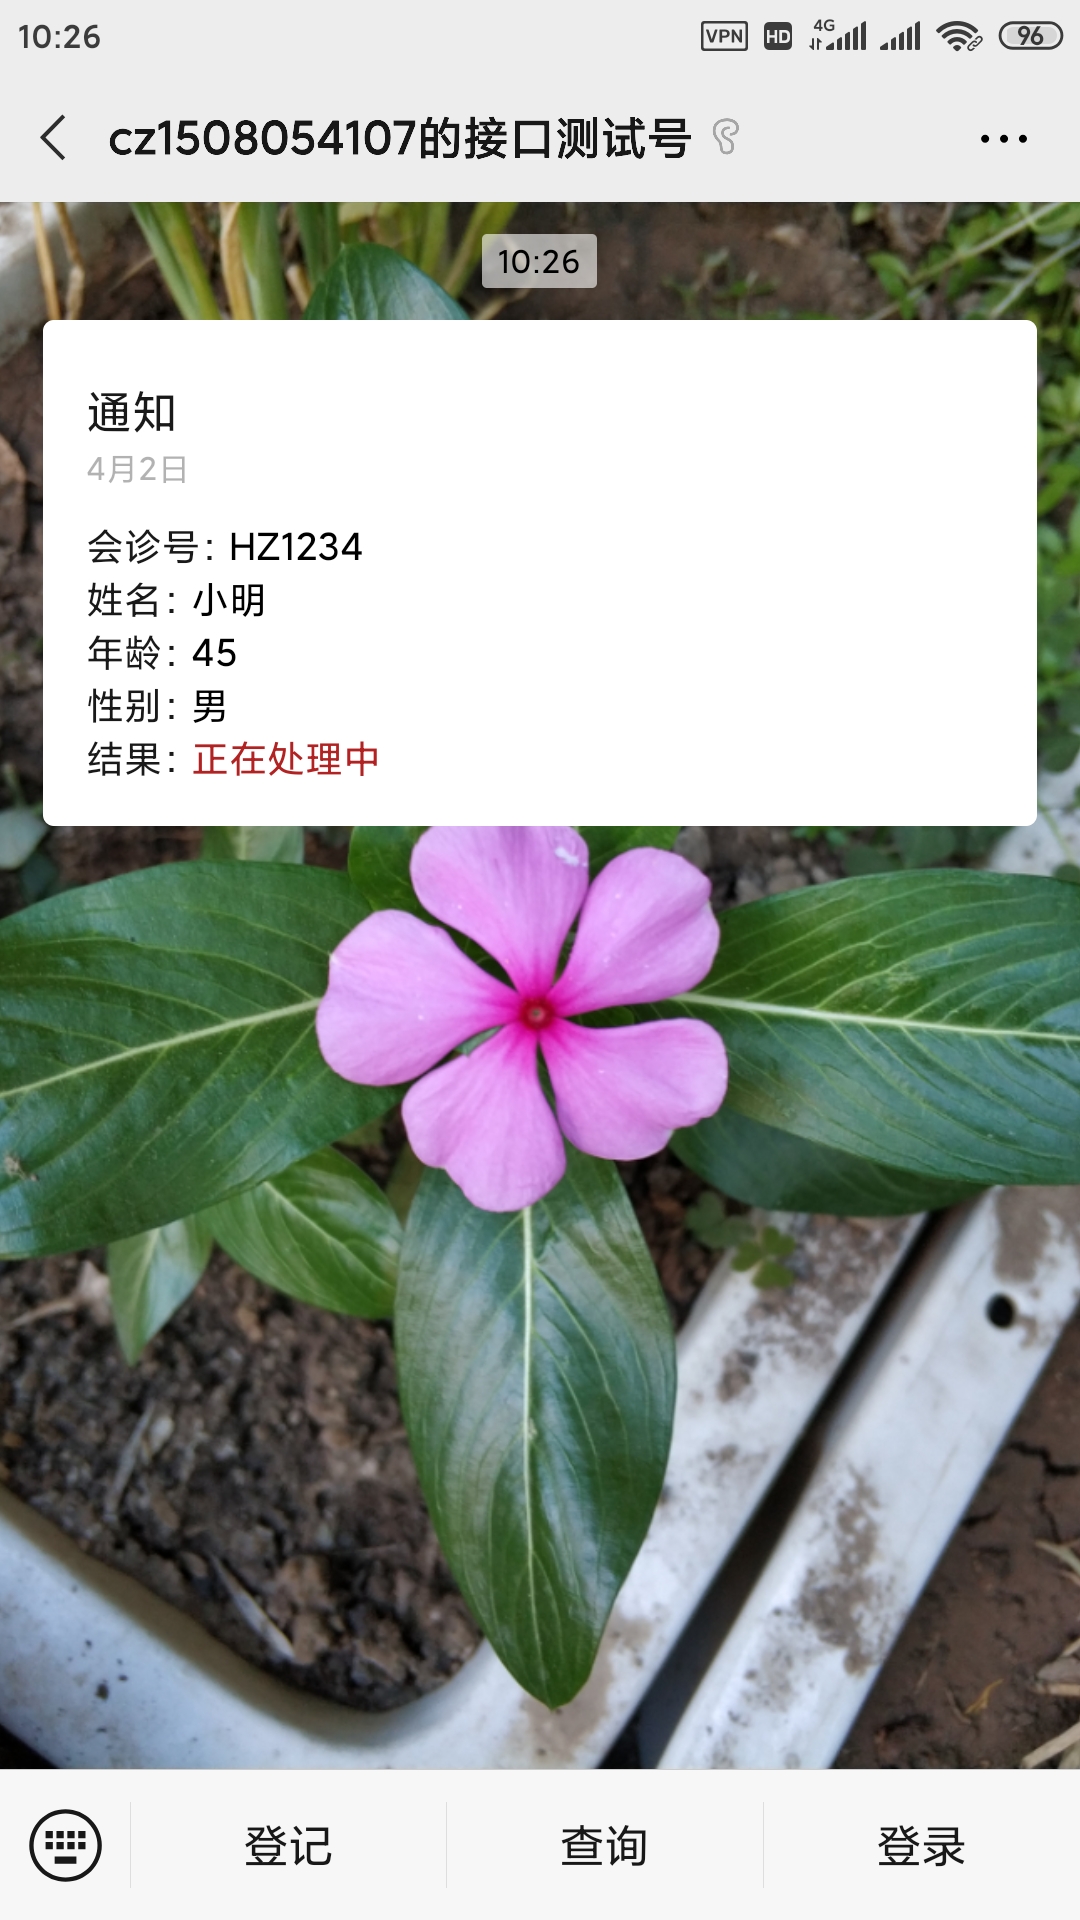 10:26
VPN HD 4G 96
cz1508054107的接口测试号
10:26
通知
4月2日
会诊号: HZ1234
姓名: 小明
年龄: 45
性别: 男
结果: 正在处理中
登记 查询 登录